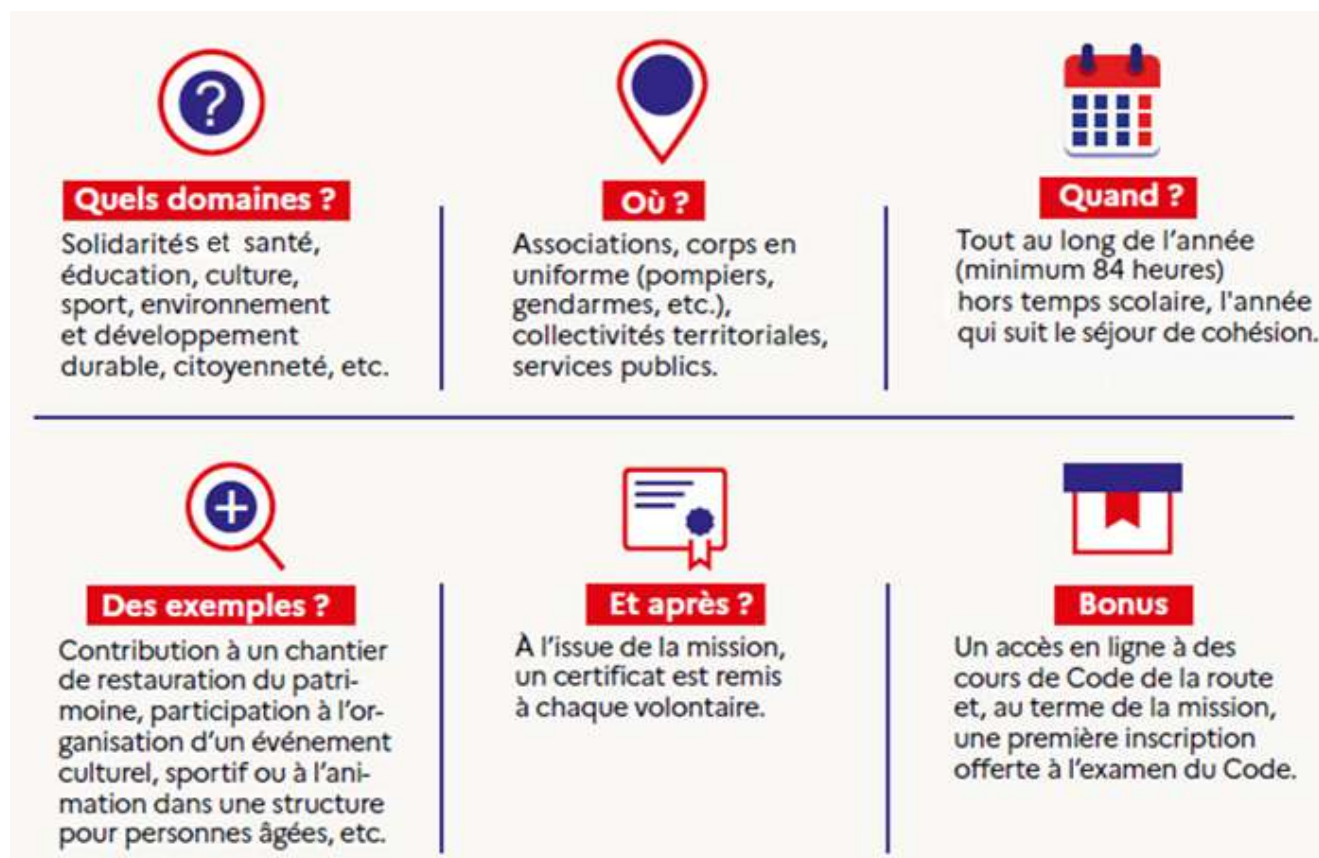 Quels domaines ?
Solidarités et santé,
éducation, culture,
sport, environnement
et développement
durable, citoyenneté, etc.
Où ?
Associations, corps en
uniforme (pompiers,
gendarmes, etc.),
collectivités territoriales,
services publics.
Quand ?
Tout au long de l'année
(minimum 84 heures)
hors temps scolaire, l'année
qui suit le séjour de cohésion.
Des exemples ?
Contribution à un chantier
de restauration du patri-
moine, participation à l'or-
ganisation d'un événement
culturel, sportif ou à l'ani-
mation dans une structure
pour personnes âgées, etc.
Et après ?
À l'issue de la mission,
un certificat est remis
à chaque volontaire.
Bonus
Un accès en ligne à des
cours de Code de la route
et, au terme de la mission,
une première inscription
offerte à l'examen du Code.